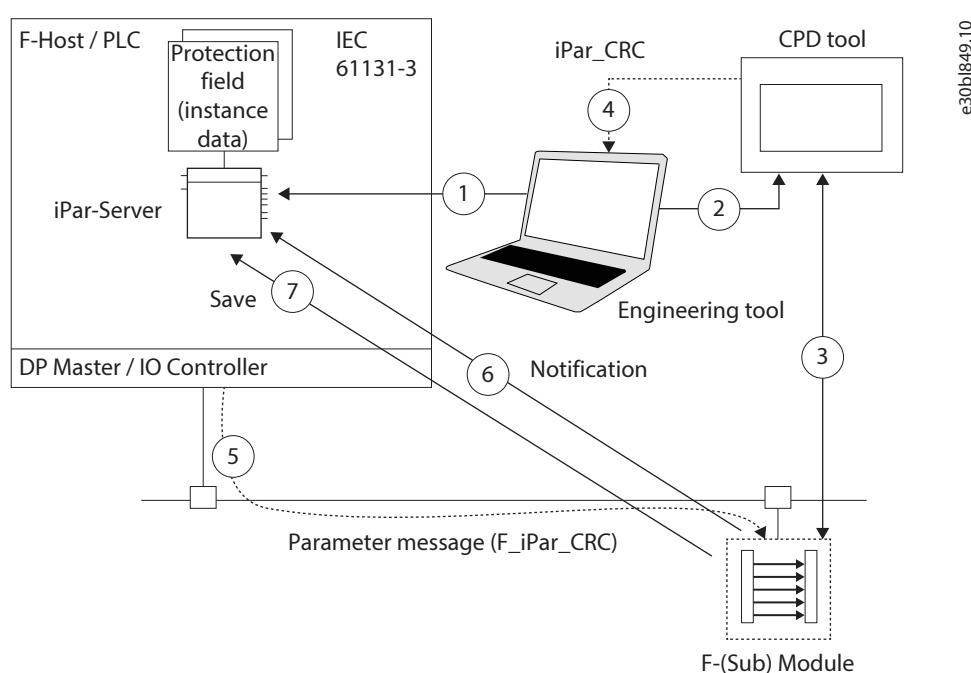 F-Host / PLC
Protection
field
(instance
data)
IEC
61131-3
iPar_CRC
CPD tool
e30bl849.10
4
1
2
iPar-Server
Save
7
Engineering tool
3
6
Notification
DP Master / IO Controller
5
Parameter message (F_iPar_CRC)
F-(Sub) Module